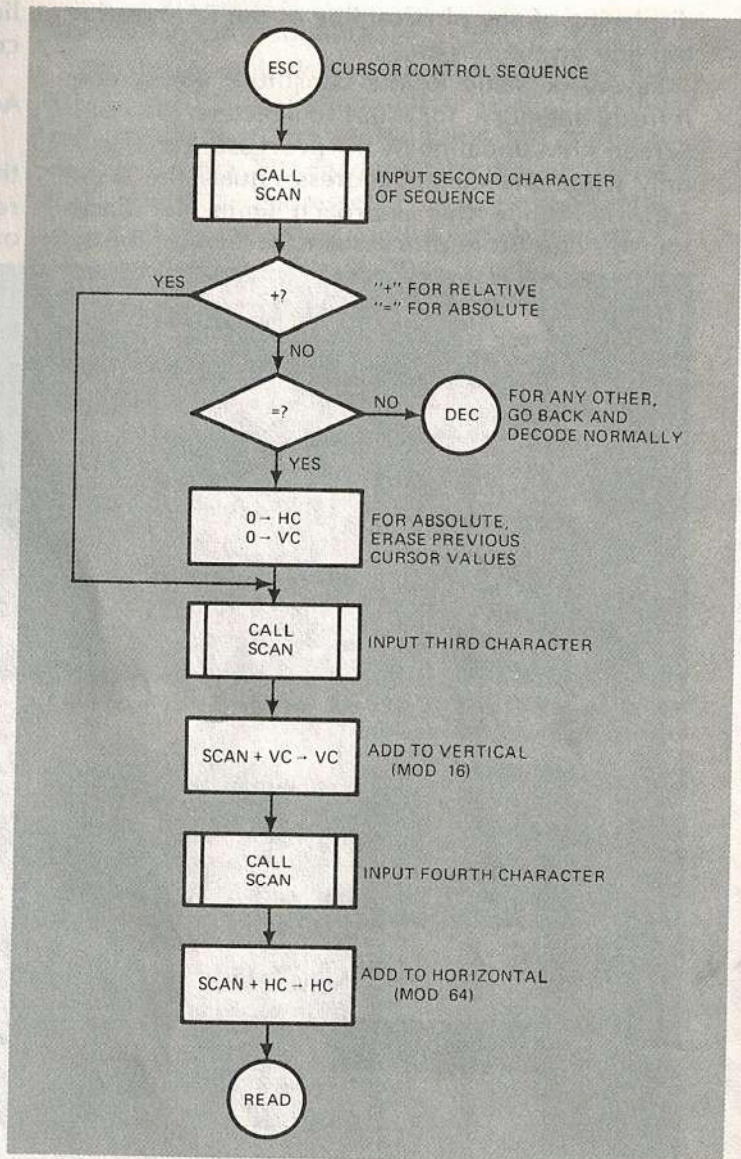 ESC CURSOR CONTROL SEQUENCE
CALL
SCAN
INPUT SECOND CHARACTER
OF SEQUENCE
YES
+?
"+" FOR RELATIVE
"=" FOR ABSOLUTE
NO
=?
NO
DEC
FOR ANY OTHER,
GO BACK AND
DECODE NORMALLY
YES
0→ HC
0→ VC
FOR ABSOLUTE,
ERASE PREVIOUS
CURSOR VALUES
CALL
SCAN
INPUT THIRD CHARACTER
SCAN + VC → VC
ADD TO VERTICAL
(MOD 16)
CALL
SCAN
INPUT FOURTH CHARACTER
SCAN + HC → HC
ADD TO HORIZONTAL
(MOD 64)
READ